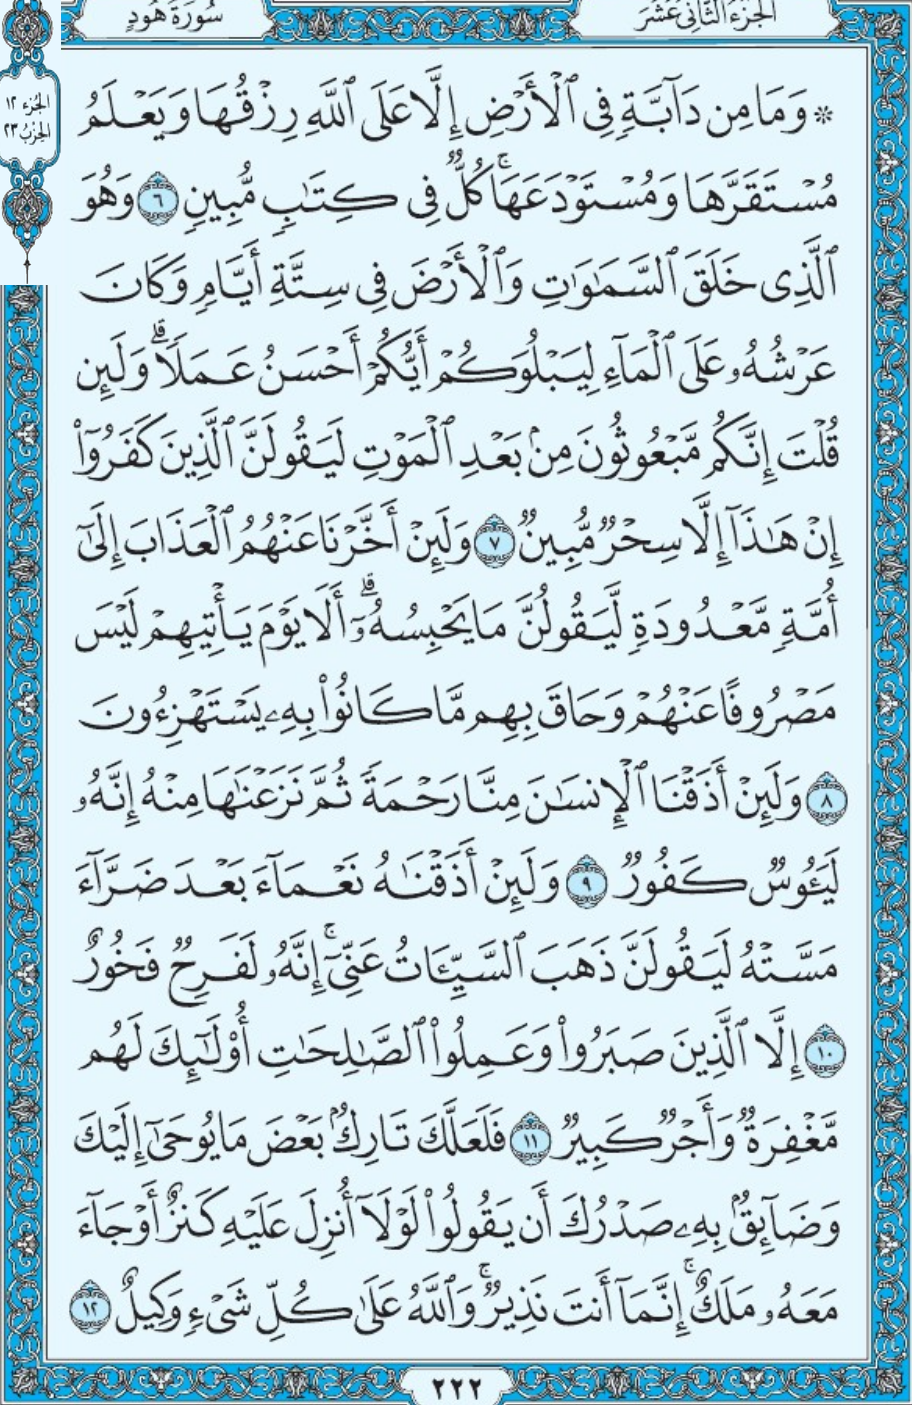 سُورَةُ هُودٍ
الجُزْءُ الثَّانِي عَشَرَ
الجزء ١٢
الحزب ٢٣
۞ وَمَا مِن دَآبَّةٖ فِي ٱلۡأَرۡضِ إِلَّا عَلَى ٱللَّهِ رِزۡقُهَا وَيَعۡلَمُ
مُسۡتَقَرَّهَا وَمُسۡتَوۡدَعَهَاۚ كُلّٞ فِي كِتَٰبٖ مُّبِينٖ ٦ وَهُوَ
ٱلَّذِي خَلَقَ ٱلسَّمَٰوَٰتِ وَٱلۡأَرۡضَ فِي سِتَّةِ أَيَّامٖ وَكَانَ
عَرۡشُهُۥ عَلَى ٱلۡمَآءِ لِيَبۡلُوَكُمۡ أَيُّكُمۡ أَحۡسَنُ عَمَلٗاۗ وَلَئِن
قُلۡتَ إِنَّكُم مَّبۡعُوثُونَ مِنۢ بَعۡدِ ٱلۡمَوۡتِ لَيَقُولَنَّ ٱلَّذِينَ كَفَرُوٓاْ
إِنۡ هَٰذَآ إِلَّا سِحۡرٞ مُّبِينٞ ٧ وَلَئِنۡ أَخَّرۡنَا عَنۡهُمُ ٱلۡعَذَابَ إِلَىٰٓ
أُمَّةٖ مَّعۡدُودَةٖ لَّيَقُولُنَّ مَا يَحۡبِسُهُۥٓۗ أَلَا يَوۡمَ يَأۡتِيهِمۡ لَيۡسَ
مَصۡرُوفًا عَنۡهُمۡ وَحَاقَ بِهِم مَّا كَانُواْ بِهِۦ يَسۡتَهۡزِءُونَ
٨ وَلَئِنۡ أَذَقۡنَا ٱلۡإِنسَٰنَ مِنَّا رَحۡمَةٗ ثُمَّ نَزَعۡنَٰهَا مِنۡهُ إِنَّهُۥ
لَيَـُٔوسٞ كَفُورٞ ٩ وَلَئِنۡ أَذَقۡنَٰهُ نَعۡمَآءَ بَعۡدَ ضَرَّآءَ
مَسَّتۡهُ لَيَقُولَنَّ ذَهَبَ ٱلسَّيِّـَٔاتُ عَنِّيٓۚ إِنَّهُۥ لَفَرِحٞ فَخُورٌ
١٠ إِلَّا ٱلَّذِينَ صَبَرُواْ وَعَمِلُواْ ٱلصَّٰلِحَٰتِ أُوْلَٰٓئِكَ لَهُم
مَّغۡفِرَةٞ وَأَجۡرٞ كَبِيرٞ ١١ فَلَعَلَّكَ تَارِكُۢ بَعۡضَ مَا يُوحَىٰٓ إِلَيۡكَ
وَضَآئِقُۢ بِهِۦ صَدۡرُكَ أَن يَقُولُواْ لَوۡلَآ أُنزِلَ عَلَيۡهِ كَنزٌ أَوۡ جَآءَ
مَعَهُۥ مَلَكٌۚ إِنَّمَآ أَنتَ نَذِيرٞۚ وَٱللَّهُ عَلَىٰ كُلِّ شَيۡءٖ وَكِيلٌ ١٢
٢٢٢